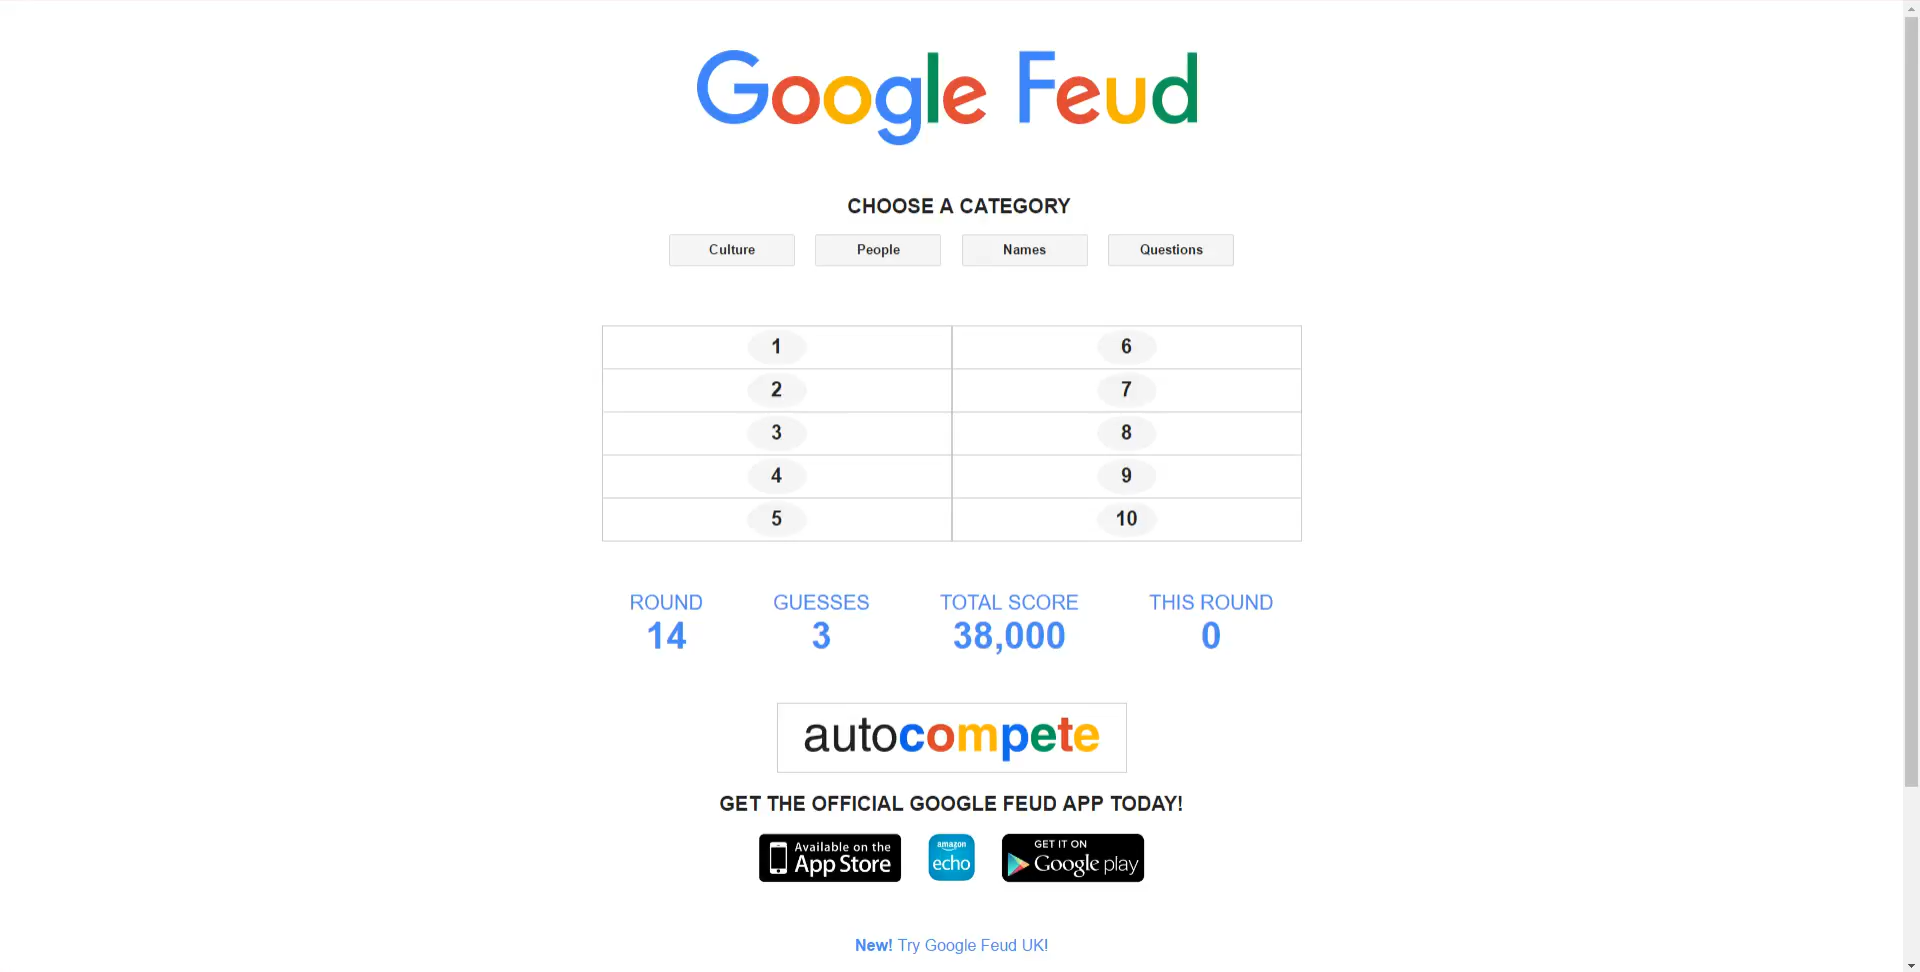 Google Feud
CHOOSE A CATEGORY
Culture People Names Questions
1 6
2 7
3 8
4 9
5 10
ROUND GUESSES TOTAL SCORE THIS ROUND
14 3 38,000 0
autocompete
GET THE OFFICIAL GOOGLE FEUD APP TODAY!
Available on the App Store
amazon echo
GET IT ON Google play
New! Try Google Feud UK!